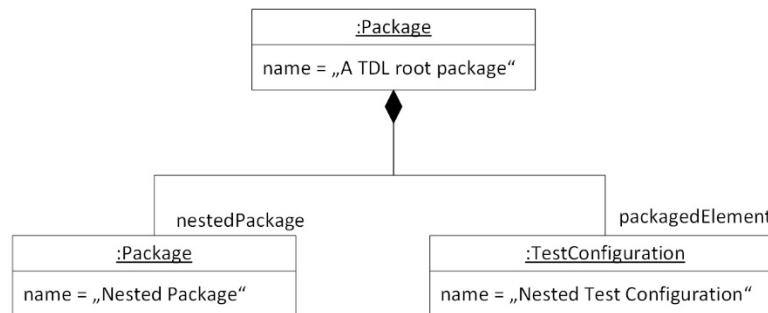 :Package
name = „A TDL root package“
nestedPackage
packagedElement
:Package
:TestConfiguration
name = „Nested Package“
name = „Nested Test Configuration“